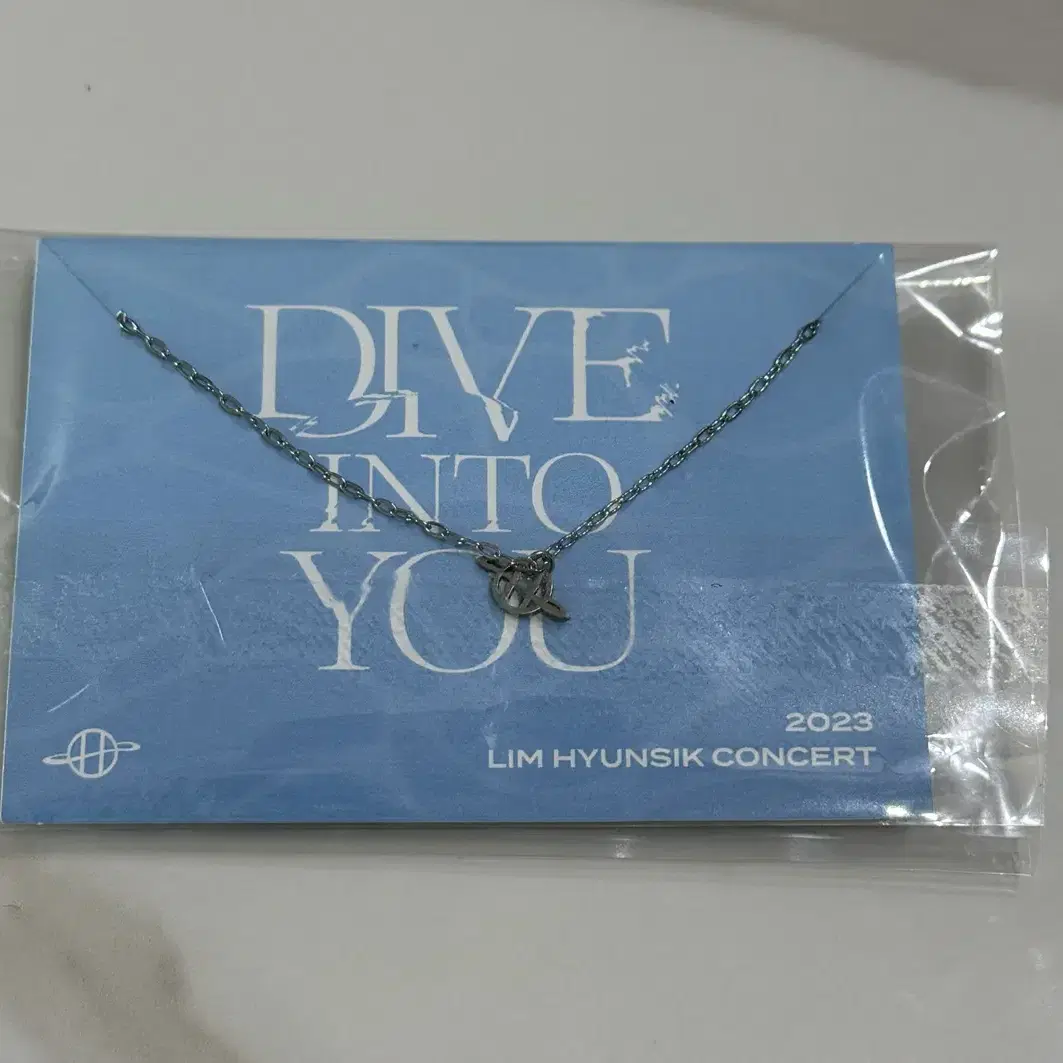 DIVE
INTO
YOU
2023
LIM HYUNSIK CONCERT
H